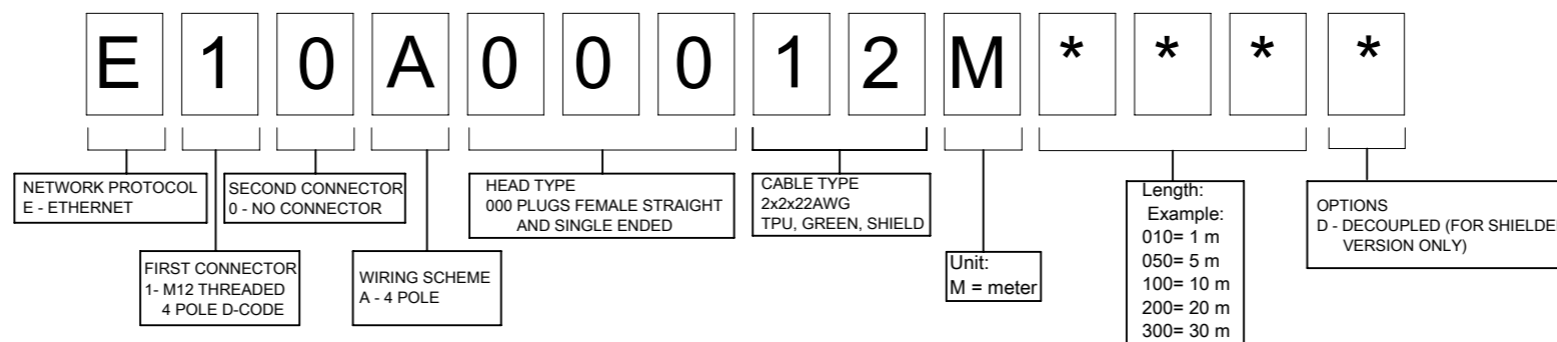 E 1 0 A 0 0 0 1 2 M * * * *
NETWORK PROTOCOL
E - ETHERNET
SECOND CONNECTOR
0 - NO CONNECTOR
HEAD TYPE
000 PLUGS FEMALE STRAIGHT
AND SINGLE ENDED
CABLE TYPE
2x2x22AWG
TPU, GREEN, SHIELD
Length:
Example:
010= 1 m
050= 5 m
100= 10 m
200= 20 m
300= 30 m
OPTIONS
D - DECOUPLED (FOR SHIELDE
VERSION ONLY)
FIRST CONNECTOR
1- M12 THREADED
4 POLE D-CODE
WIRING SCHEME
A - 4 POLE
Unit:
M = meter